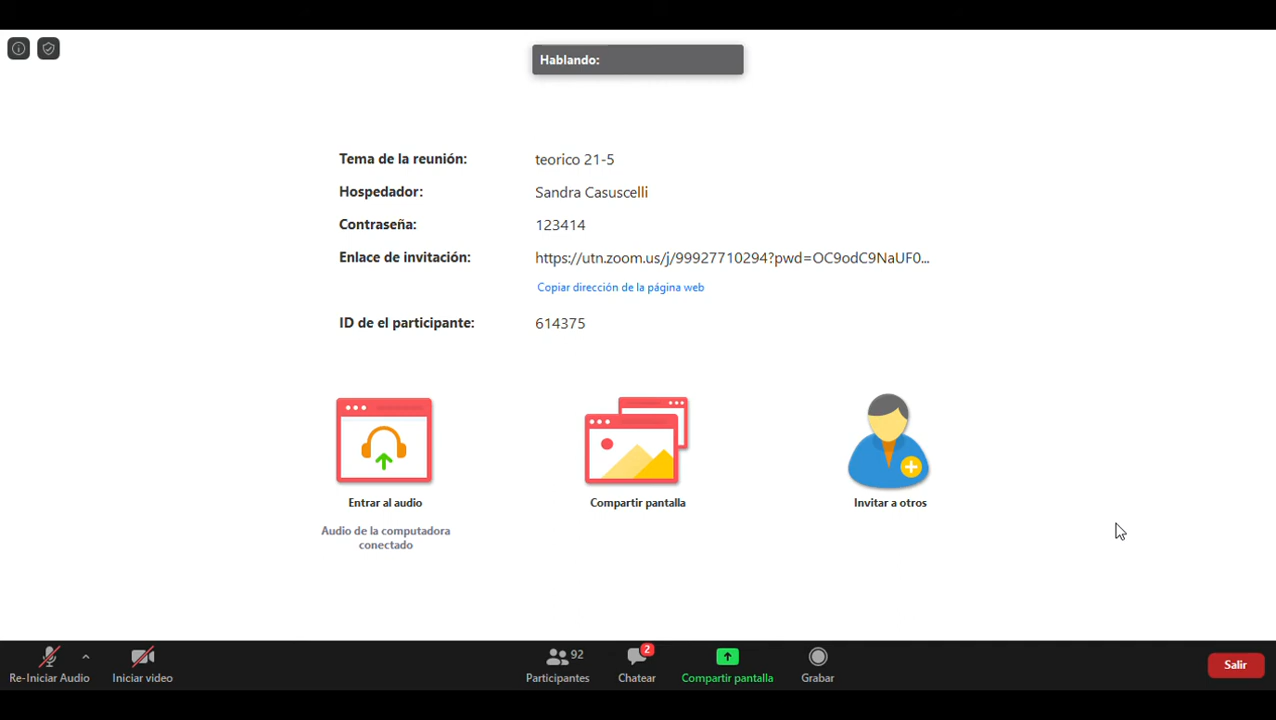 Hablando:
Tema de la reunión: teorico 21-5
Hospedador: Sandra Casuscelli
Contraseña: 123414
Enlace de invitación: https://utn.zoom.us/j/99927710294?pwd=OC9odC9NaUF0...
Copiar dirección de la página web
ID de el participante: 614375
Entrar al audio
Compartir pantalla
Invitar a otros
Audio de la computadora
conectado
92
2
Re-Iniciar Audio
Iniciar video
Participantes
Chatear
Compartir pantalla
Grabar
Salir